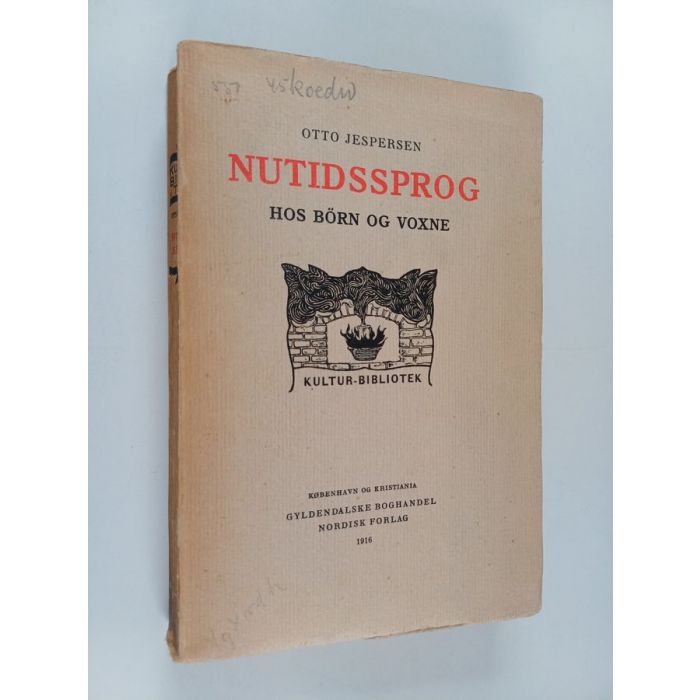 OTTO JESPERSEN
NUTIDSSPROG
HOS BÖRN OG VOXNE
KULTUR-BIBLIOTEK
KØBENHAVN OG KRISTIANIA
GYLDENDALSKE BOGHANDEL
NORDISK FORLAG
1916